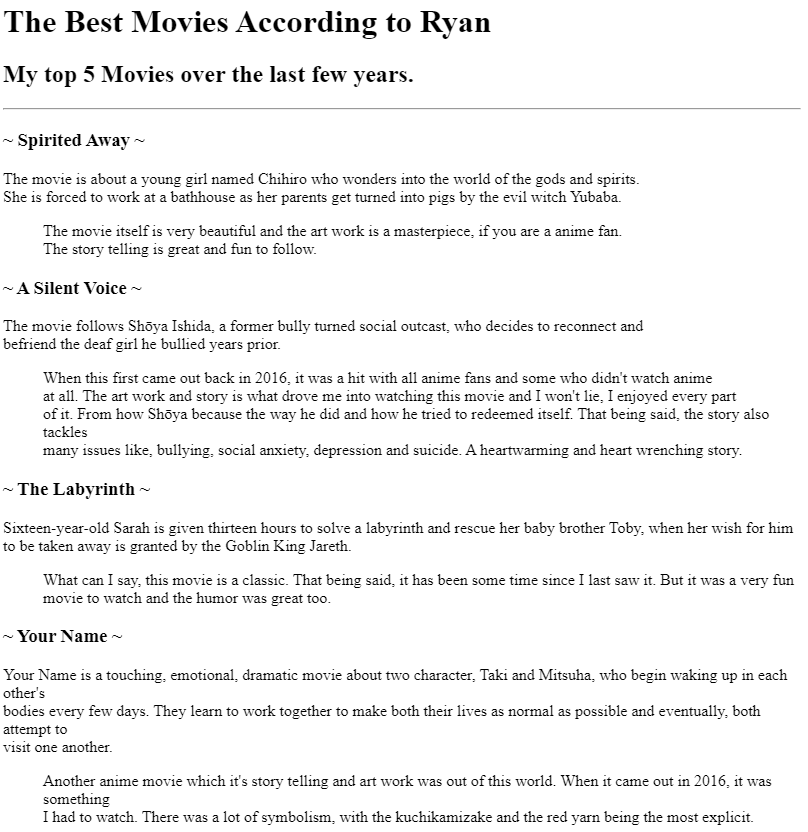 The Best Movies According to Ryan
My top 5 Movies over the last few years.
~ Spirited Away ~
The movie is about a young girl named Chihiro who wonders into the world of the gods and spirits.
She is forced to work at a bathhouse as her parents get turned into pigs by the evil witch Yubaba.
The movie itself is very beautiful and the art work is a masterpiece, if you are a anime fan.
The story telling is great and fun to follow.
~ A Silent Voice ~
The movie follows Shōya Ishida, a former bully turned social outcast, who decides to reconnect and
befriend the deaf girl he bullied years prior.
When this first came out back in 2016, it was a hit with all anime fans and some who didn't watch anime
at all. The art work and story is what drove me into watching this movie and I won't lie, I enjoyed every part
of it. From how Shōya because the way he did and how he tried to redeemed itself. That being said, the story also
tackles
many issues like, bullying, social anxiety, depression and suicide. A heartwarming and heart wrenching story.
~ The Labyrinth ~
Sixteen-year-old Sarah is given thirteen hours to solve a labyrinth and rescue her baby brother Toby, when her wish for him
to be taken away is granted by the Goblin King Jareth.
What can I say, this movie is a classic. That being said, it has been some time since I last saw it. But it was a very fun
movie to watch and the humor was great too.
~ Your Name ~
Your Name is a touching, emotional, dramatic movie about two character, Taki and Mitsuha, who begin waking up in each
other's
bodies every few days. They learn to work together to make both their lives as normal as possible and eventually, both
attempt to
visit one another.
Another anime movie which it's story telling and art work was out of this world. When it came out in 2016, it was
something
I had to watch. There was a lot of symbolism, with the kuchikamizake and the red yarn being the most explicit.